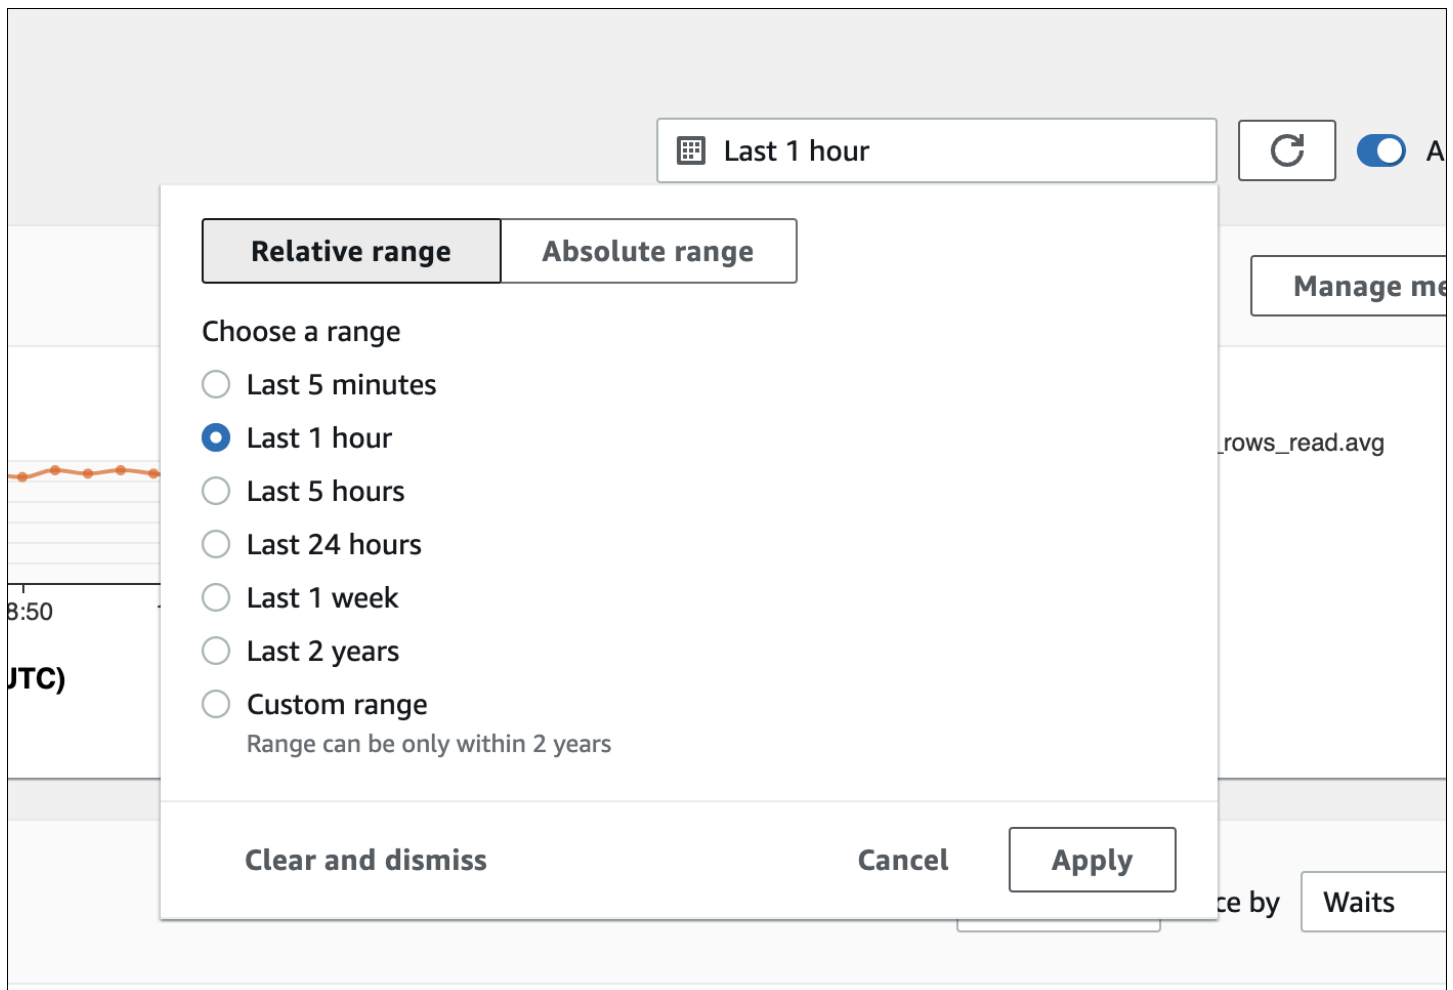 Last 1 hour
A
Relative range
Absolute range
Manage me
Choose a range
Last 5 minutes
Last 1 hour
_rows_read.avg
Last 5 hours
Last 24 hours
Last 1 week
8:50
Last 2 years
UTC)
Custom range
Range can be only within 2 years
Clear and dismiss
Cancel
Apply
ce by
Waits